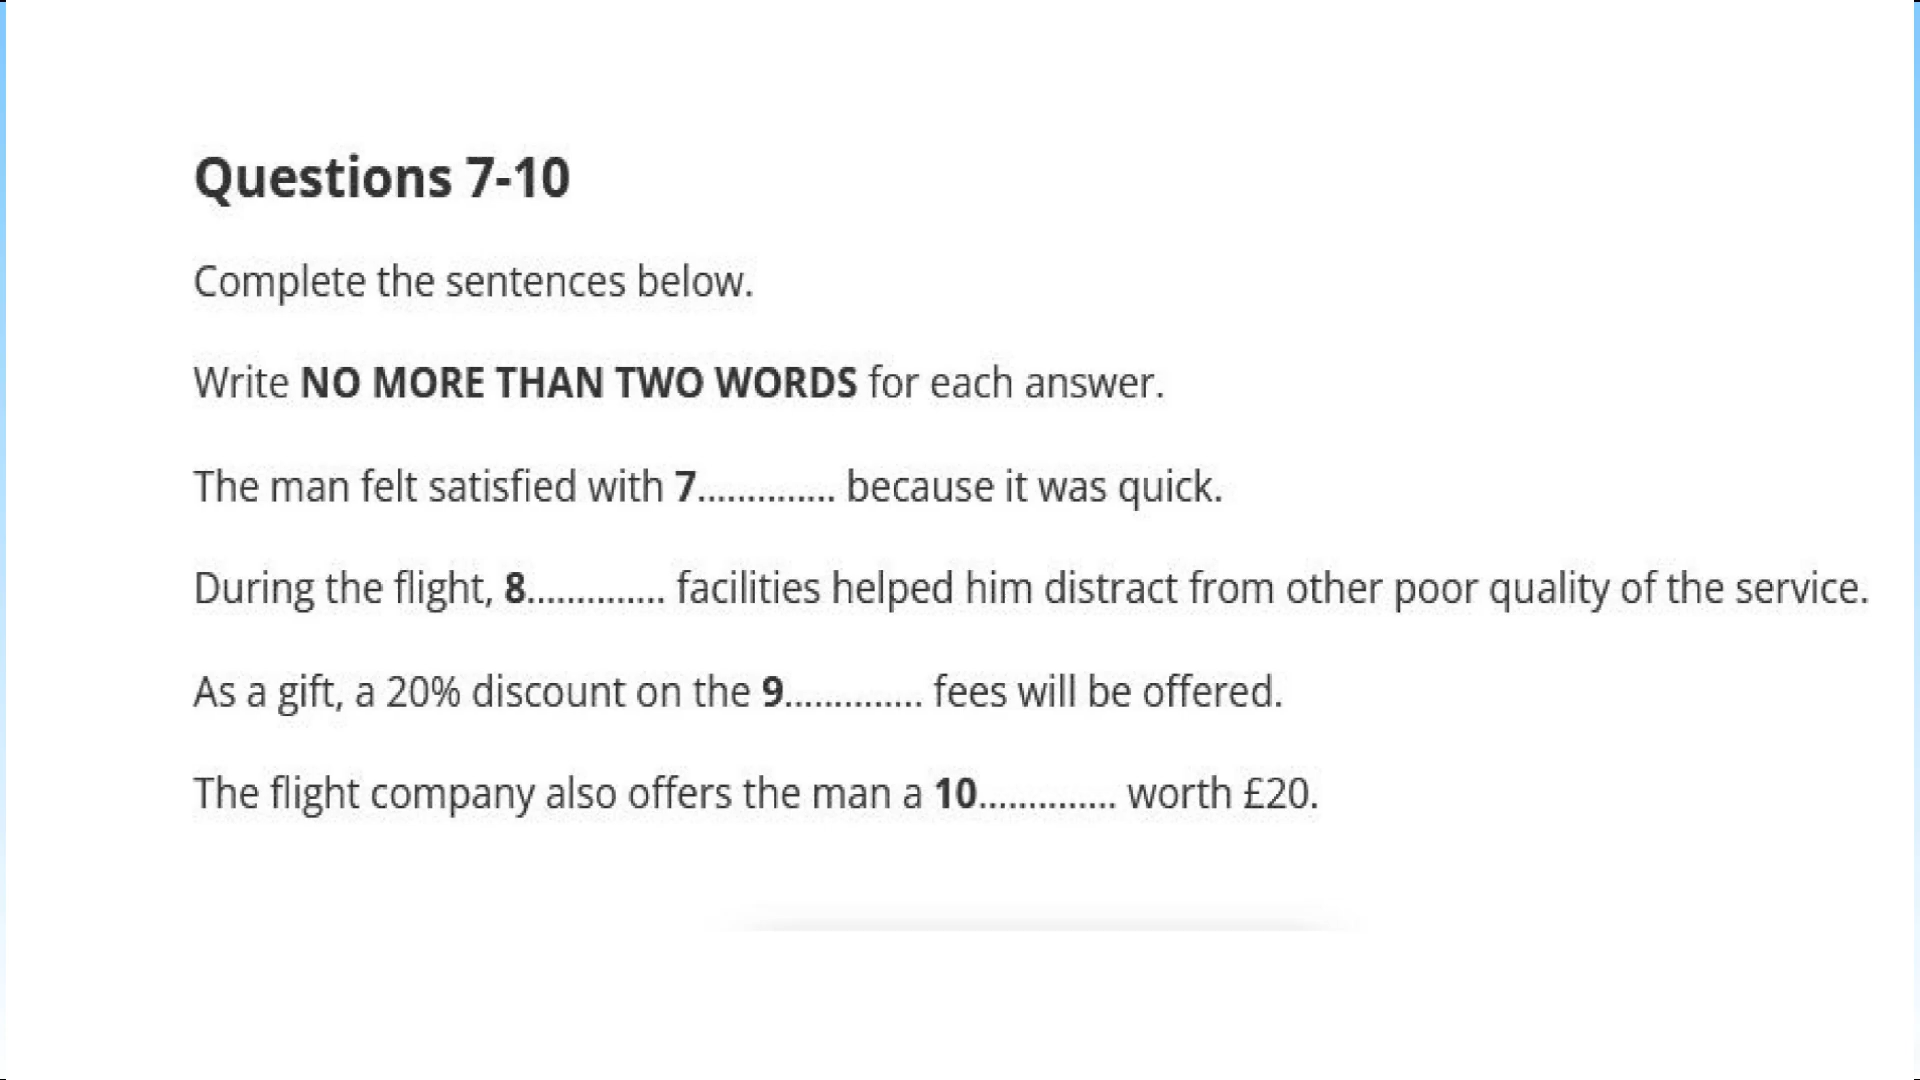 Questions 7-10
Complete the sentences below.
Write NO MORE THAN TWO WORDS for each answer.
The man felt satisfied with 7.............. because it was quick.
During the flight, 8.............. facilities helped him distract from other poor quality of the service.
As a gift, a 20% discount on the 9.............. fees will be offered.
The flight company also offers the man a 10.............. worth £20.